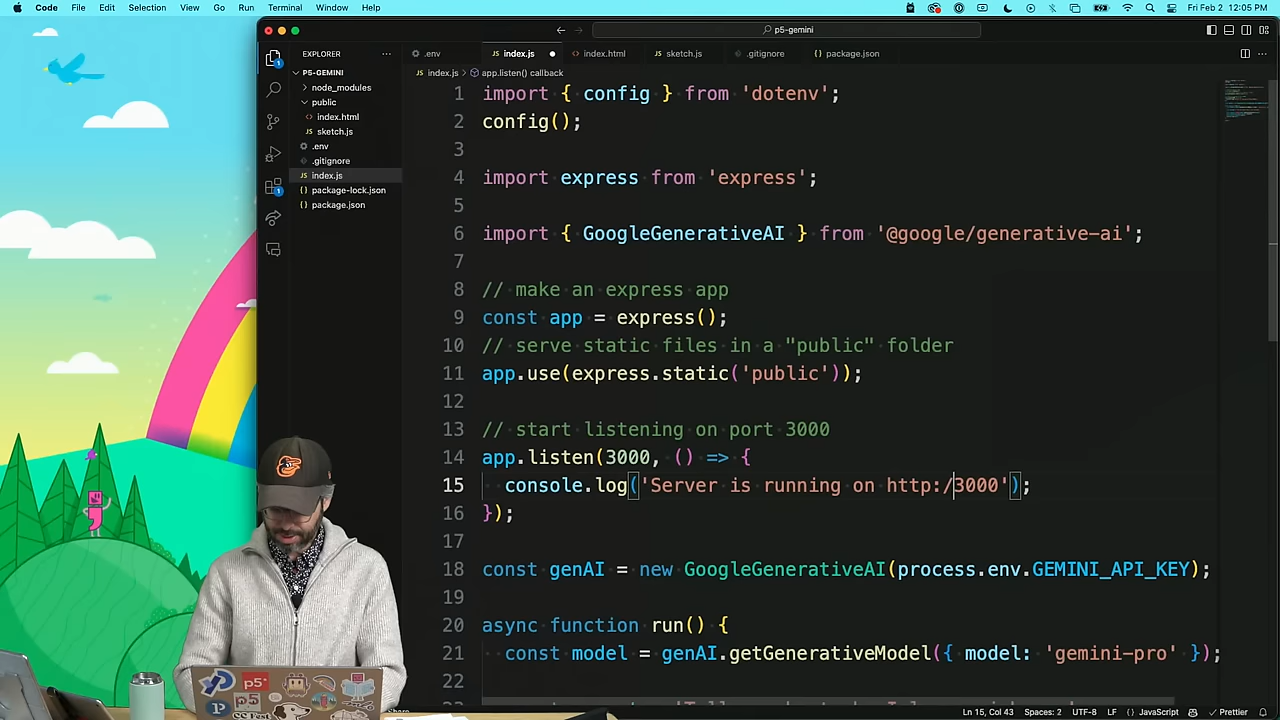 Code File Edit Selection View Go Run Terminal Window Help Fri Feb 2 12:05 PM
p5-gemini
EXPLORER
.env index.js index.html sketch.js .gitignore package.json
index.js > app.listen() callback
P5-GEMINI
node_modules
public
index.html
sketch.js
.env
.gitignore
index.js
package-lock.json
package.json
1 import { config } from 'dotenv';
2 config();
3
4 import express from 'express';
5
6 import { GoogleGenerativeAI } from '@google/generative-ai';
7
8 // make an express app
9 const app = express();
10 // serve static files in a "public" folder
11 app.use(express.static('public'));
12
13 // start listening on port 3000
14 app.listen(3000, () => {
15 console.log('Server is running on http:/3000');
16 });
17
18 const genAI = new GoogleGenerativeAI(process.env.GEMINI_API_KEY);
19
20 async function run() {
21 const model = genAI.getGenerativeModel({ model: 'gemini-pro' });
22
Ln 15, Col 43 Spaces: 2 UTF-8 LF {} JavaScript Prettier
Share
p5*